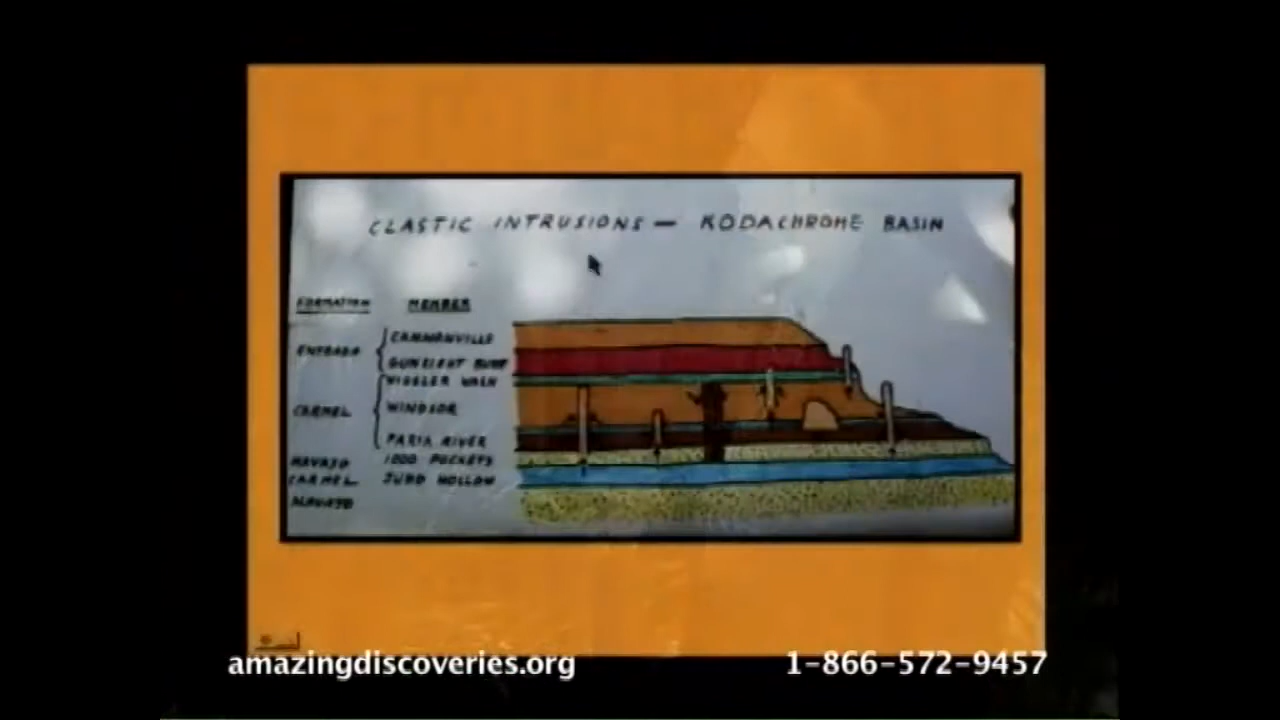 CLASTIC INTRUSIONS — KODACHROME BASIN
FORMATION MEMBER
ENTRADA CANNONVILLE
GUNSIGHT BUTTE
WIGGLER WASH
CARMEL WINDSOR
PARIA RIVER
NAVAJO 1000 POCKETS
CARMEL JUDD HOLLOW
NAVAJO
amazingdiscoveries.org 1-866-572-9457